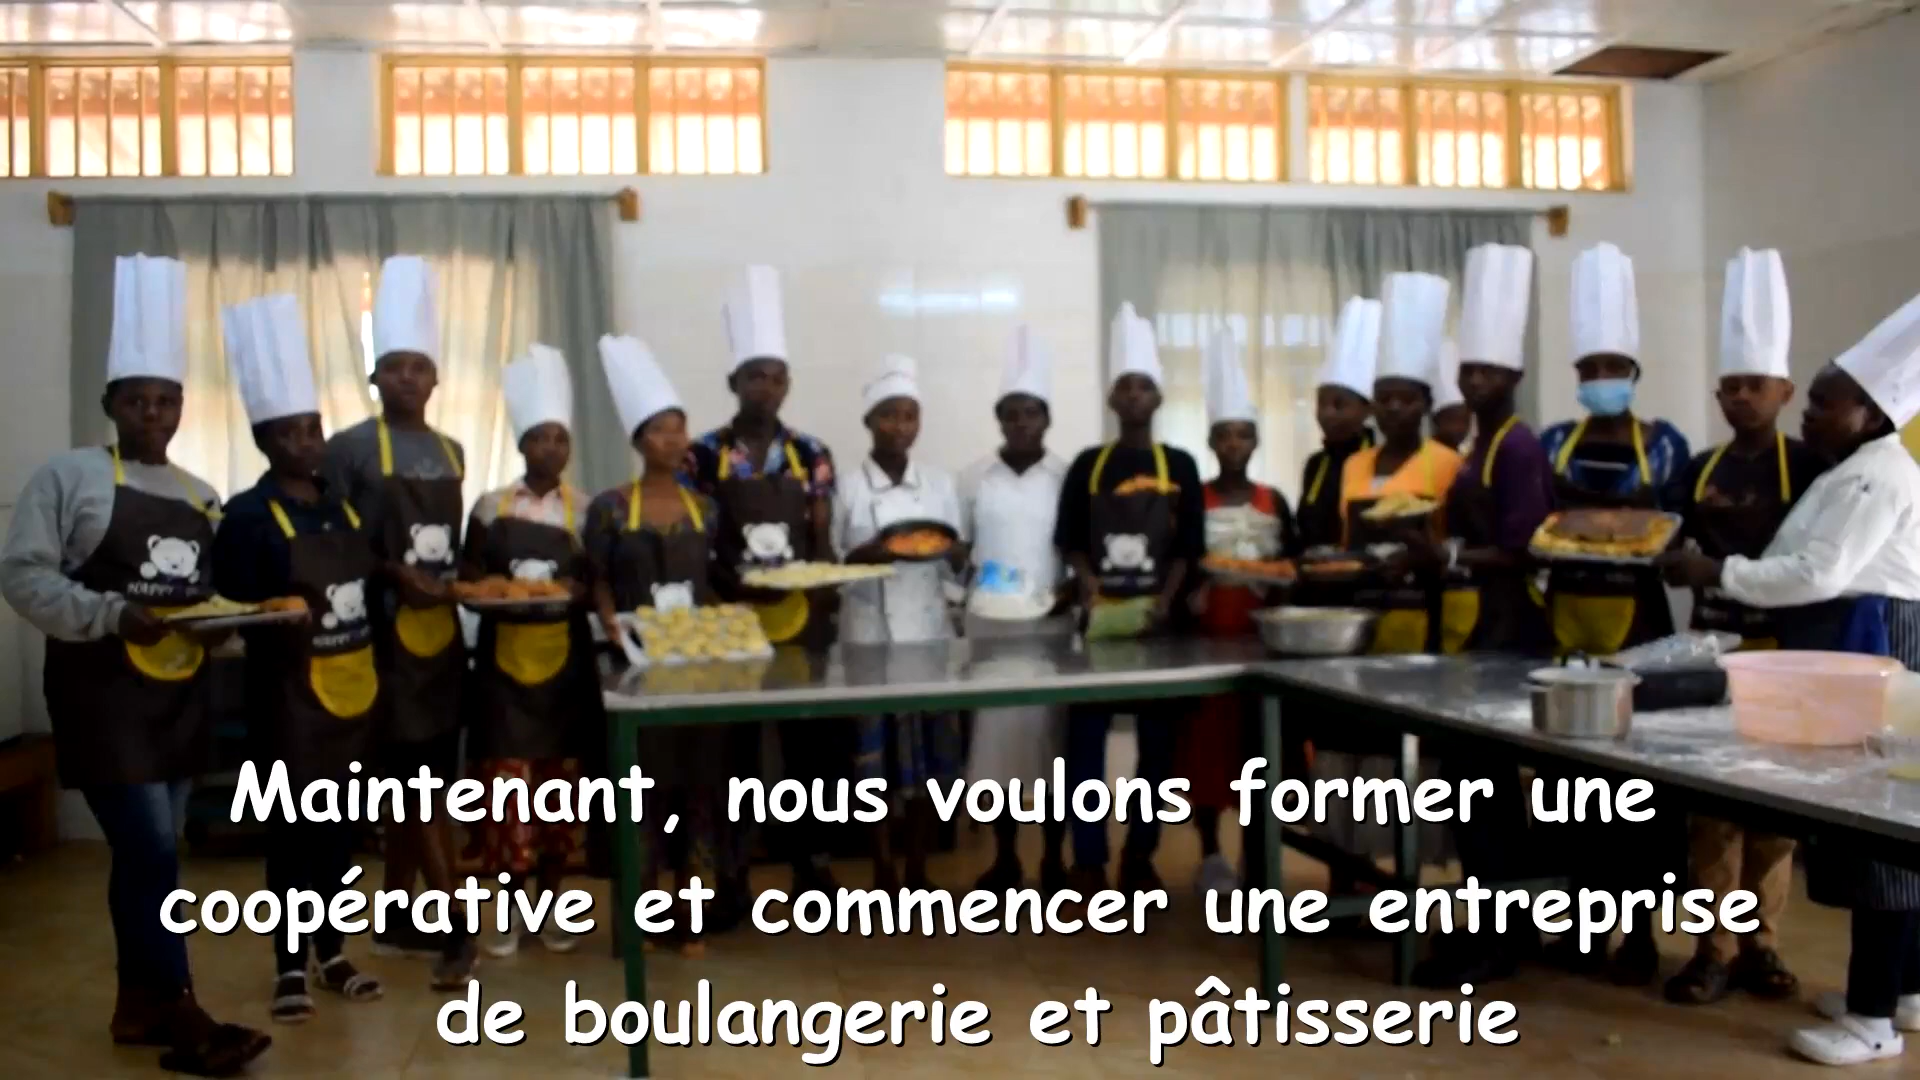 Maintenant, nous voulons former une
coopérative et commencer une entreprise
de boulangerie et pâtisserie